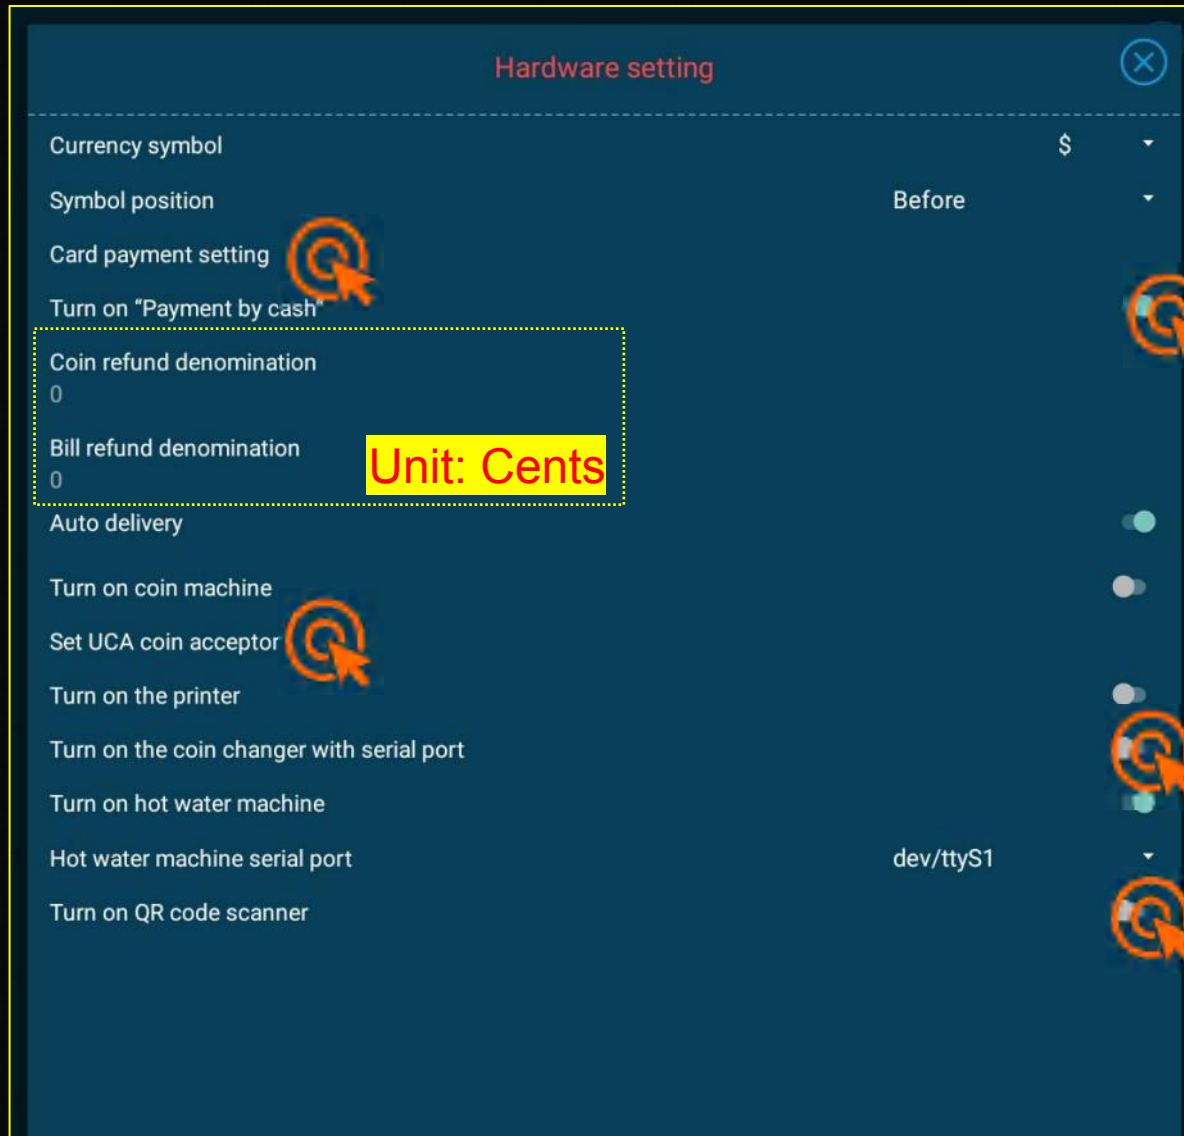 Hardware setting
Currency symbol $
Symbol position Before
Card payment setting
Turn on “Payment by cash“
Coin refund denomination
0
Bill refund denomination
0
Unit: Cents
Auto delivery
Turn on coin machine
Set UCA coin acceptor
Turn on the printer
Turn on the coin changer with serial port
Turn on hot water machine
Hot water machine serial port dev/ttyS1
Turn on QR code scanner